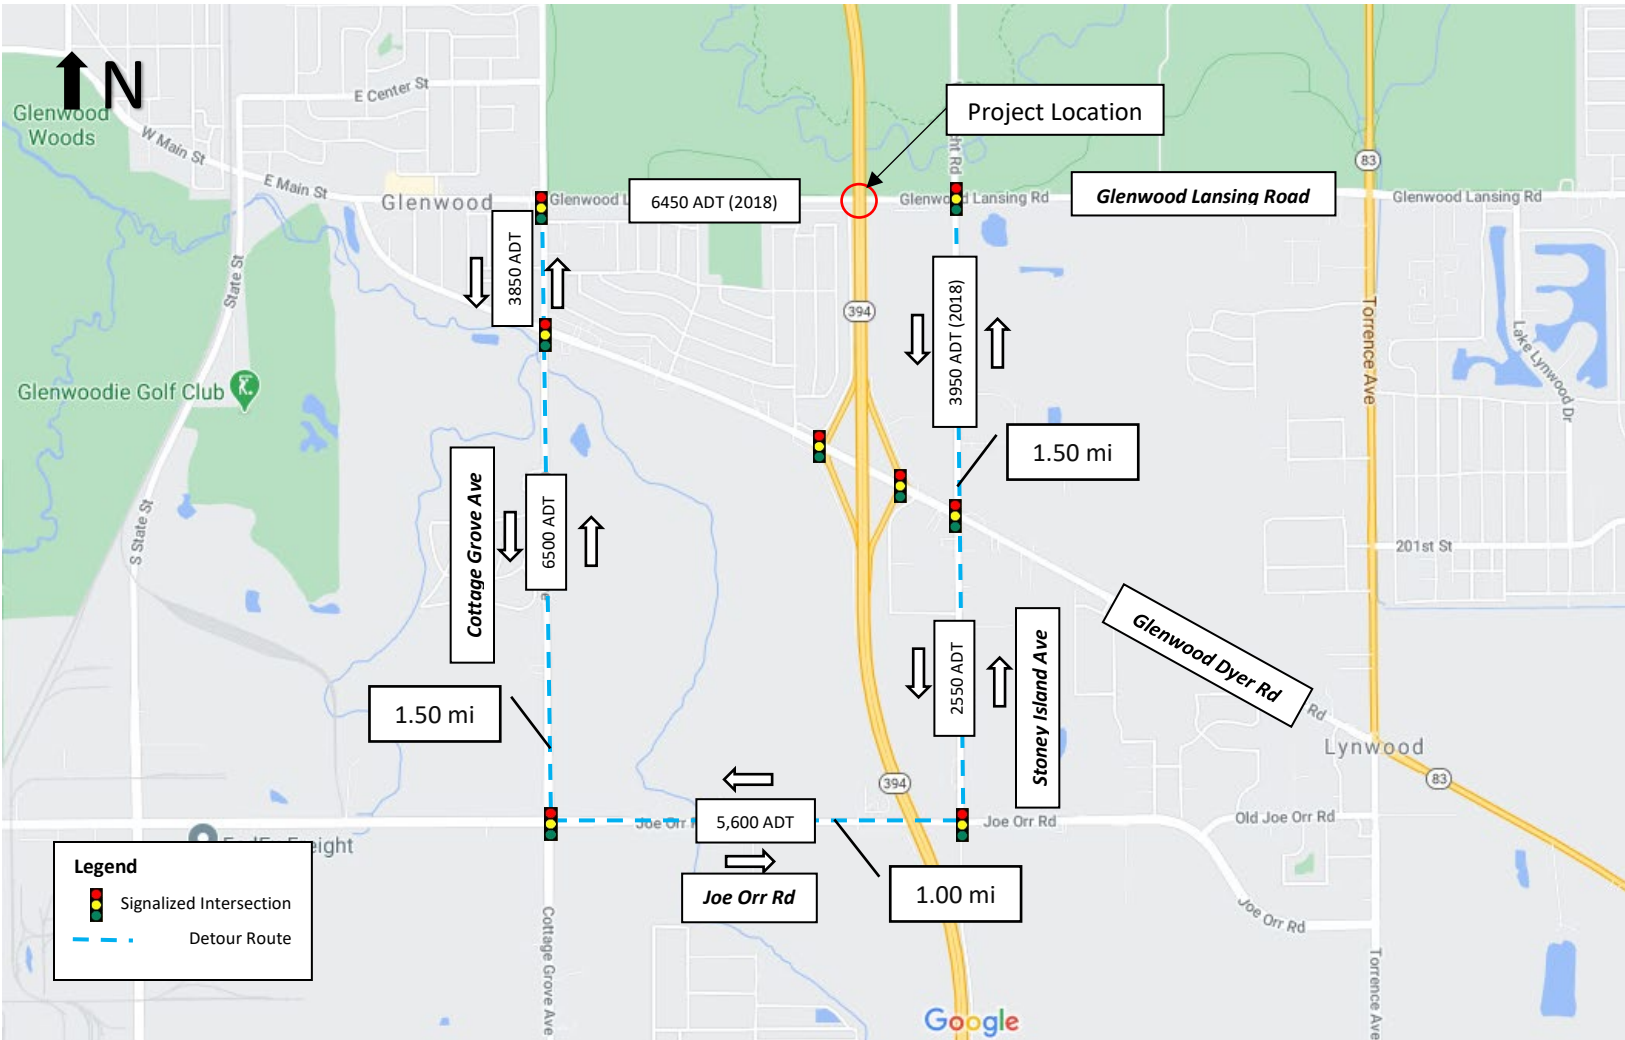 N
E Center St
Project Location
Glenwood
Woods
W Main St
83
E Main St
Glenwood
Glenwood L
6450 ADT (2018)
Glenwood Lansing Rd
Glenwood Lansing Road
Glenwood Lansing Rd
State St
3850 ADT
3950 ADT (2018)
394
Torrence Ave
Lake Lynwood Dr
Glenwoodie Golf Club
1.50 mi
S State St
Cottage Grove Ave
6500 ADT
201st St
Glenwood Dyer Rd
Rd
2550 ADT
Stoney Island Ave
1.50 mi
Lynwood
394
83
Joe Orr
5,600 ADT
Joe Orr Rd
Old Joe Orr Rd
Freight
Legend
Signalized Intersection
Detour Route
Joe Orr Rd
1.00 mi
Joe Orr Rd
Cottage Grove Ave
Torrence Ave
Google